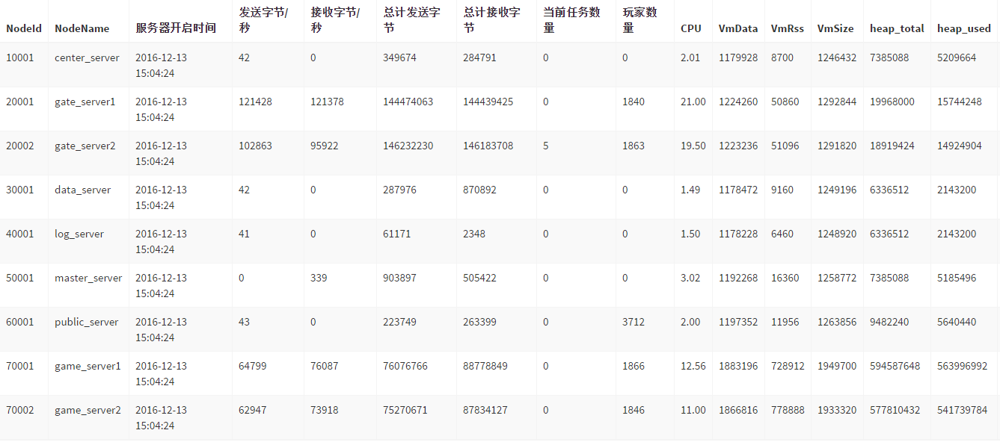 NodeId NodeName 服务器开启时间 发送字节/秒 接收字节/秒 总计发送字节 总计接收字节 当前任务数量 玩家数量 CPU VmData VmRss VmSize heap_total heap_used
10001 center_server 2016-12-13 15:04:24 42 0 349674 284791 0 0 2.01 1179928 8700 1246432 7385088 5209664
20001 gate_server1 2016-12-13 15:04:24 121428 121378 144474063 144439425 0 1840 21.00 1224260 50860 1292844 19968000 15744248
20002 gate_server2 2016-12-13 15:04:24 102863 95922 146232230 146183708 5 1863 19.50 1223236 51096 1291820 18919424 14924904
30001 data_server 2016-12-13 15:04:24 42 0 287976 870892 0 0 1.49 1178472 9160 1249196 6336512 2143200
40001 log_server 2016-12-13 15:04:24 41 0 61171 2348 0 0 1.50 1178228 6460 1248920 6336512 2143200
50001 master_server 2016-12-13 15:04:24 0 339 903897 505422 0 0 3.02 1192268 16360 1258772 7385088 5185496
60001 public_server 2016-12-13 15:04:24 43 0 223749 263399 0 3712 2.00 1197352 11956 1263856 9482240 5640440
70001 game_server1 2016-12-13 15:04:24 64799 76087 76076766 88778849 0 1866 12.56 1883196 728912 1949700 594587648 563996992
70002 game_server2 2016-12-13 15:04:24 62947 73918 75270671 87834127 0 1846 11.00 1866816 778888 1933320 577810432 541739784